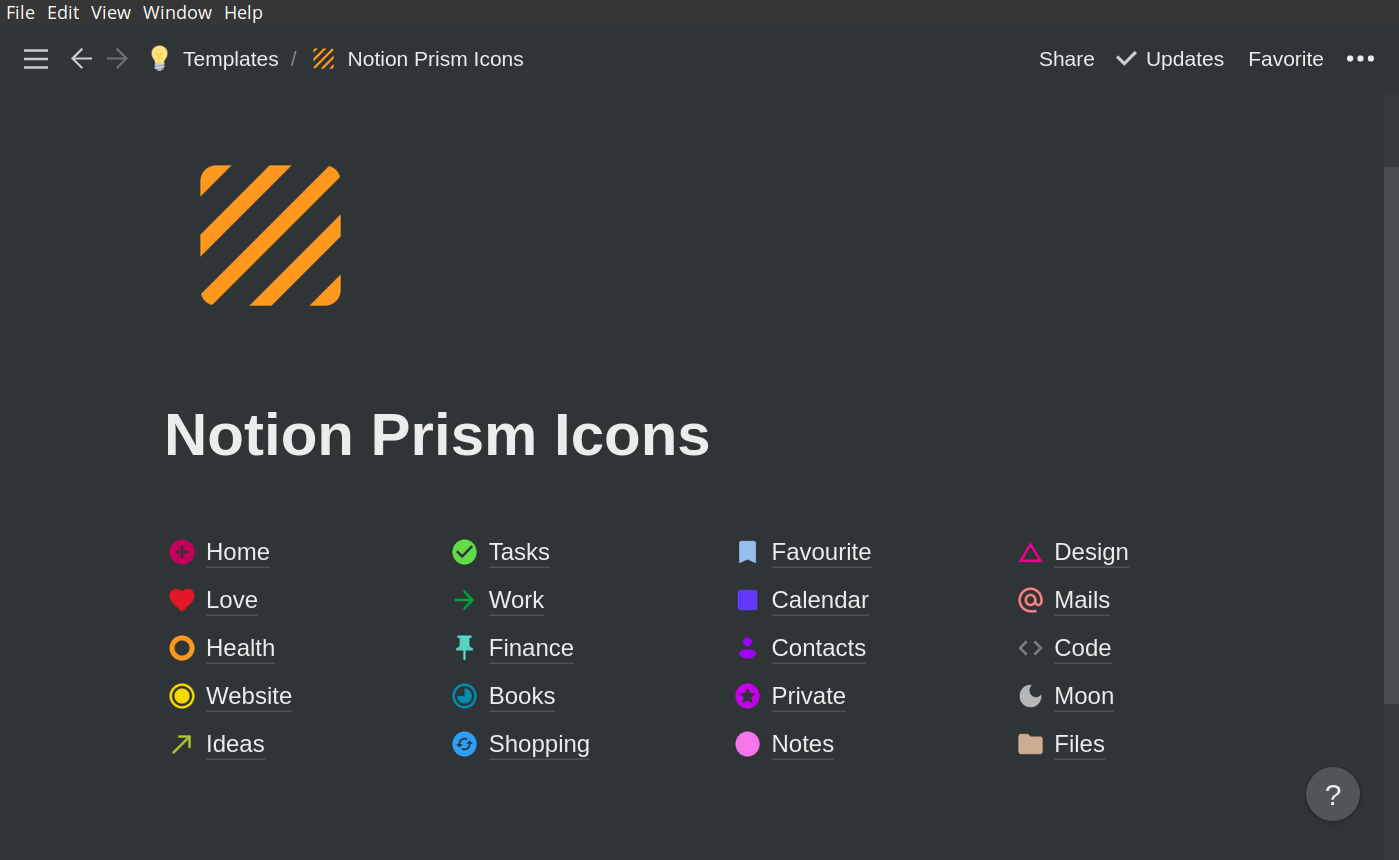 File Edit View Window Help
Templates / Notion Prism Icons Share Updates Favorite
Notion Prism Icons
Home Tasks Favourite Design
Love Work Calendar Mails
Health Finance Contacts Code
Website Books Private Moon
Ideas Shopping Notes Files
?